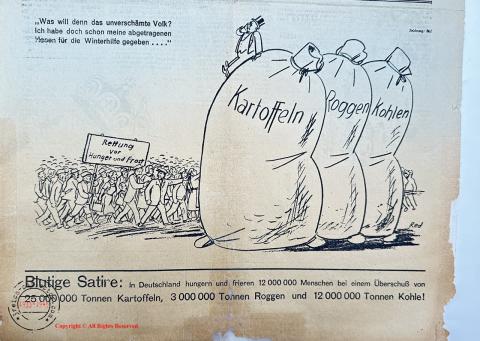 „Was will denn das unverschämte Volk?
Ich habe doch schon meine abgetragenen
Hosen für die Winterhilfe gegeben . . . ."
Kartoffeln
Roggen
Kohlen
Rettung
vor
Hunger und Frost
Blutige Satire: In Deutschland hungern und frieren 12 000 000 Menschen bei einem Überschuß von
25 000 000 Tonnen Kartoffeln, 3 000 000 Tonnen Roggen und 12 000 000 Tonnen Kohle!
Copyright © All Rights Reserved